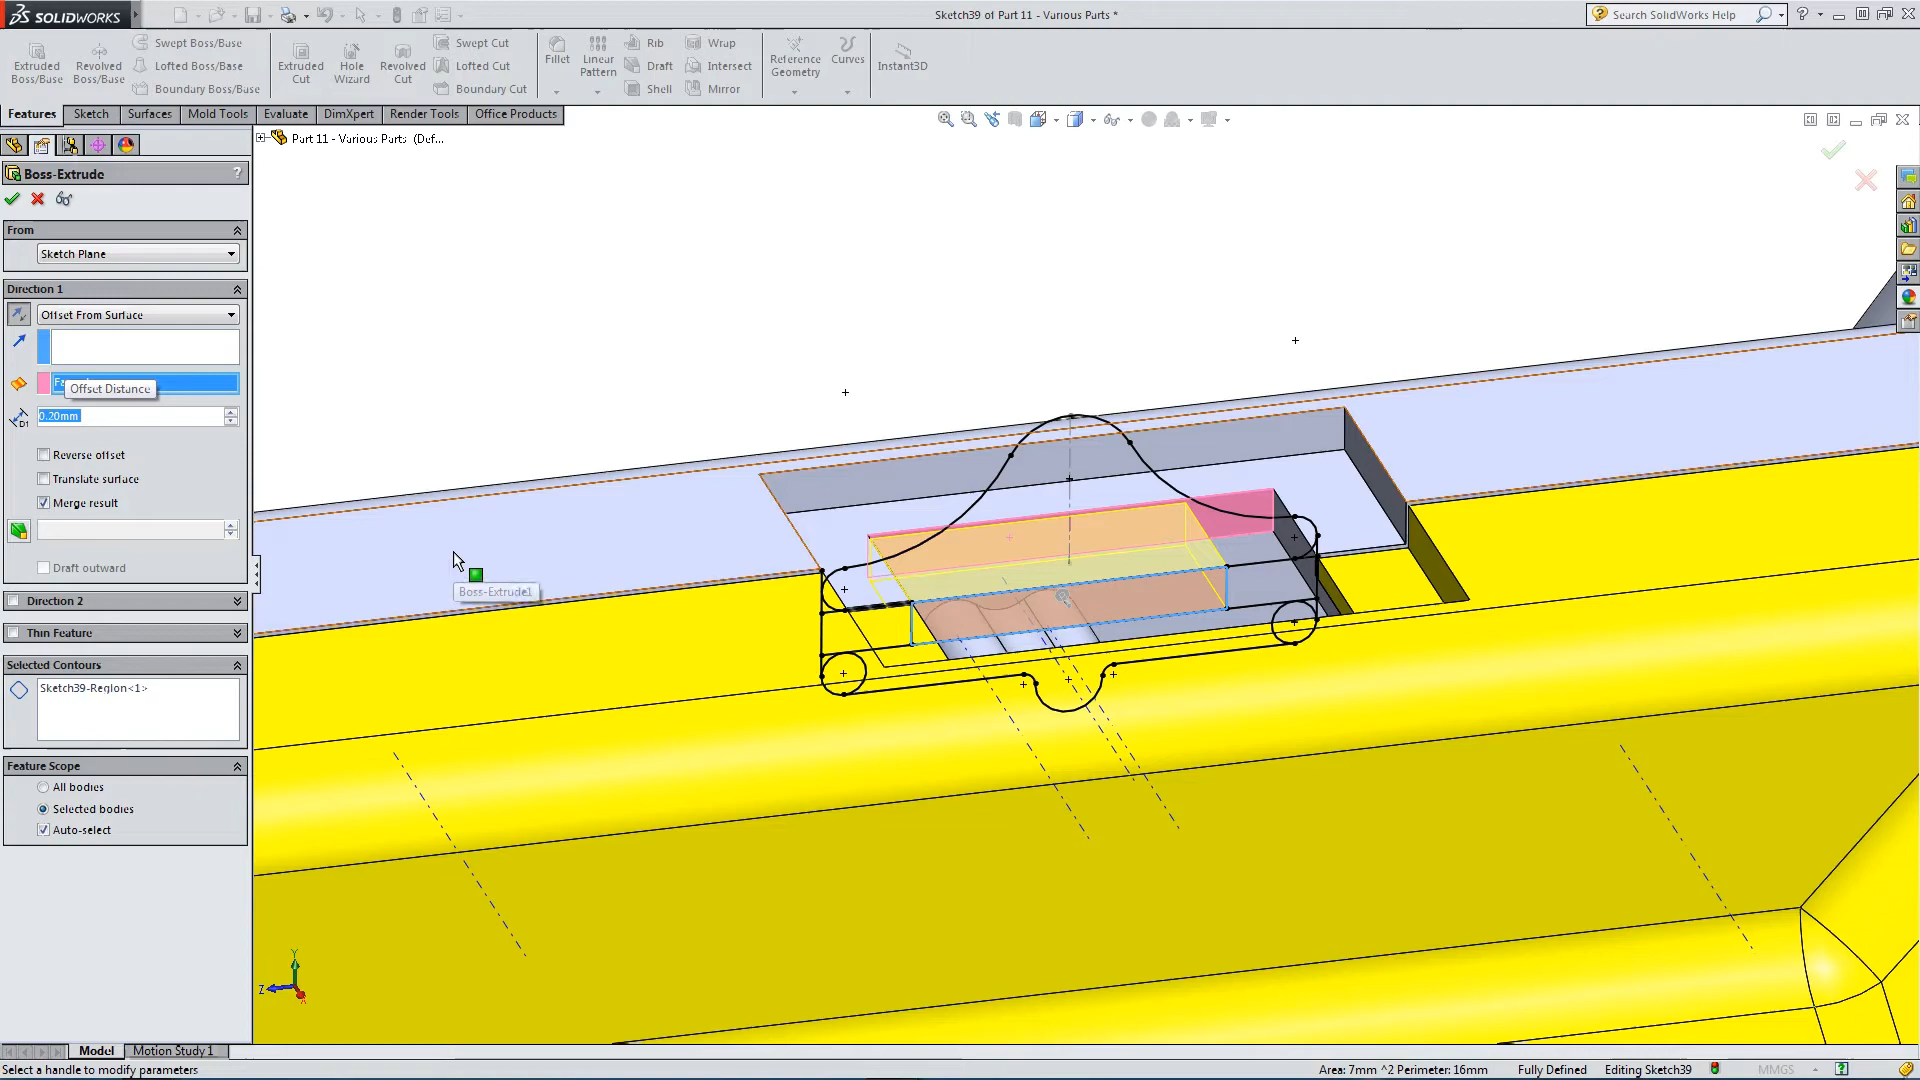 SOLIDWORKS
Sketch39 of Part 11 - Various Parts *
Search SolidWorks Help
Extruded Boss/Base
Revolved Boss/Base
Swept Boss/Base
Lofted Boss/Base
Boundary Boss/Base
Extruded Cut
Hole Wizard
Revolved Cut
Swept Cut
Lofted Cut
Boundary Cut
Fillet
Linear Pattern
Rib
Draft
Shell
Wrap
Intersect
Mirror
Reference Geometry
Curves
Instant3D
Features
Sketch
Surfaces
Mold Tools
Evaluate
DimXpert
Render Tools
Office Products
Part 11 - Various Parts (Def...
Boss-Extrude
?
From
Sketch Plane
Direction 1
Offset From Surface
Offset Distance
0.20mm
D1
Reverse offset
Translate surface
Merge result
Draft outward
Boss-Extrude1
Direction 2
Thin Feature
Selected Contours
Sketch39-Region<1>
Feature Scope
All bodies
Selected bodies
Auto-select
Y
Z
Model
Motion Study 1
Select a handle to modify parameters
Area: 7mm ^2 Perimeter: 16mm
Fully Defined
Editing Sketch39
MMGS